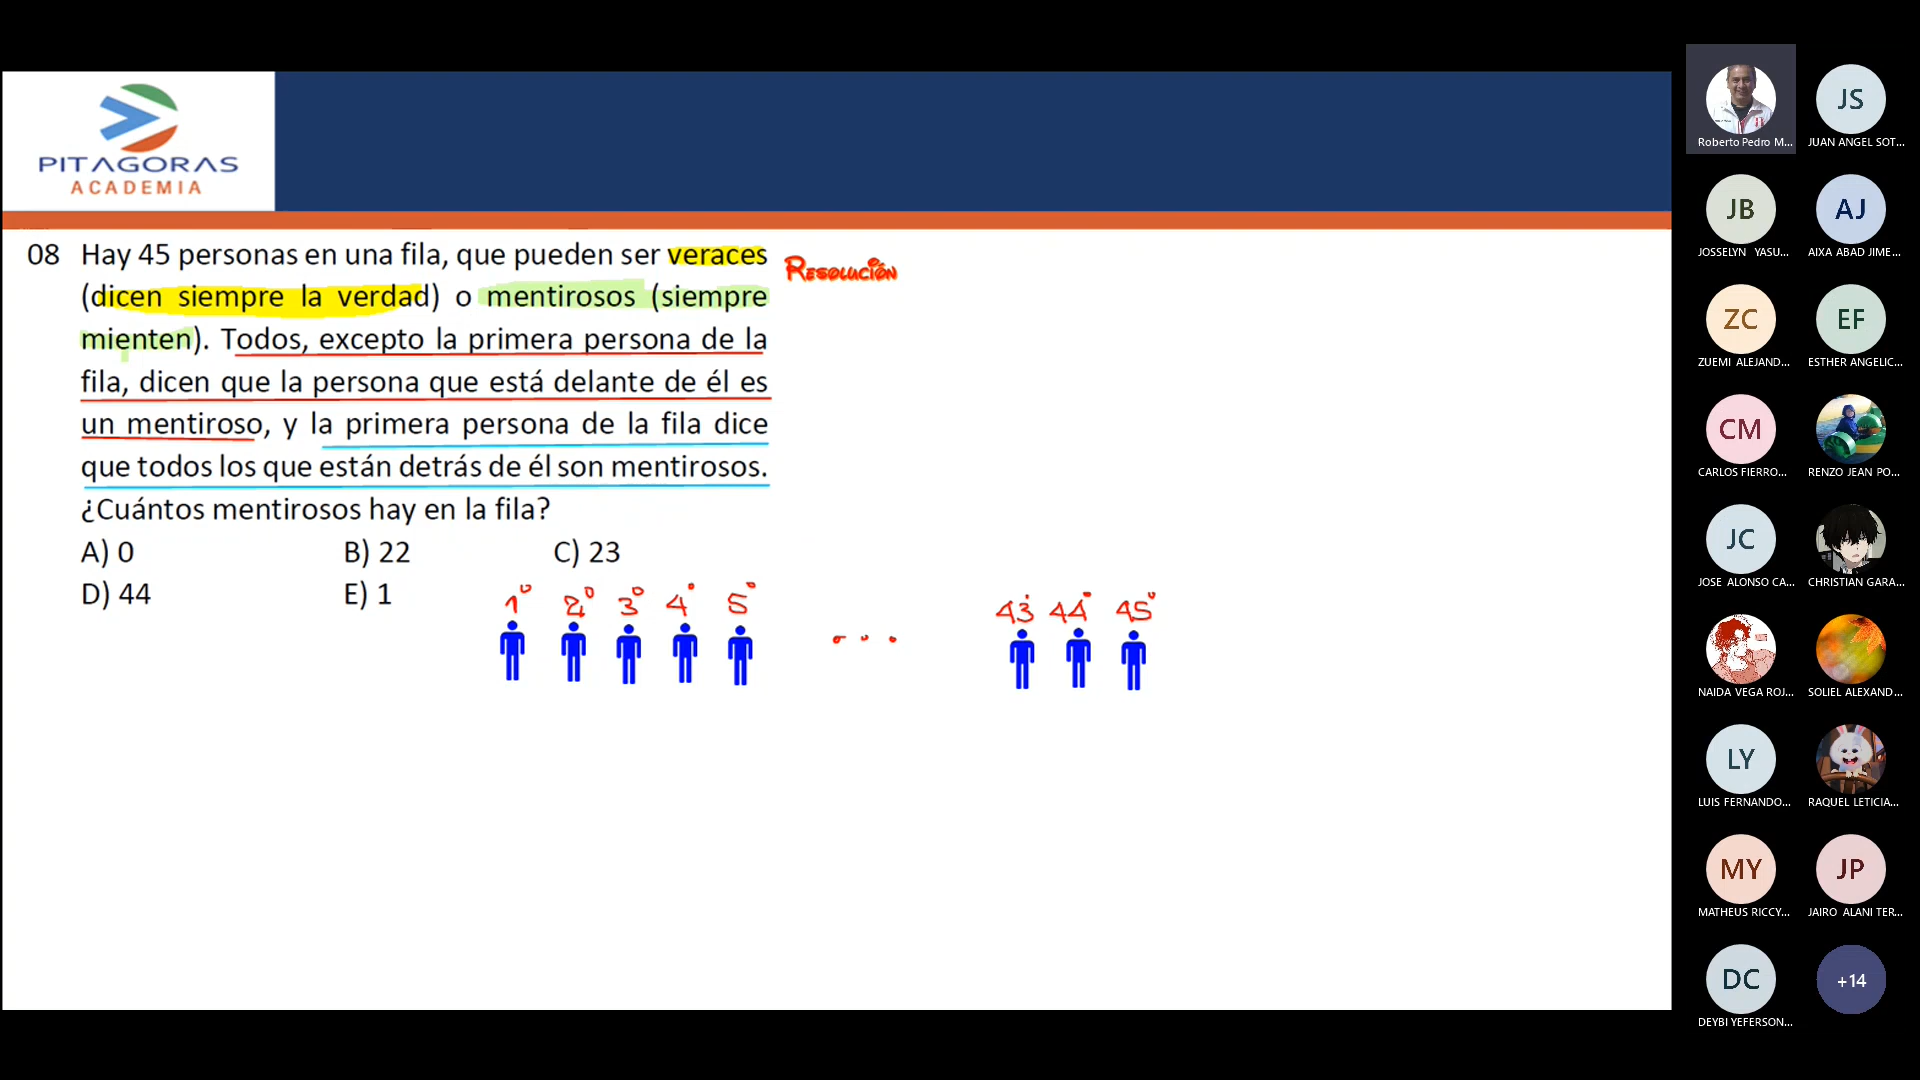 PITAGORAS
ACADEMIA
08 Hay 45 personas en una fila, que pueden ser veraces
(dicen siempre la verdad) o mentirosos (siempre
mienten). Todos, excepto la primera persona de la
fila, dicen que la persona que está delante de él es
un mentiroso, y la primera persona de la fila dice
que todos los que están detrás de él son mentirosos.
¿Cuántos mentirosos hay en la fila?
A) 0 B) 22 C) 23
D) 44 E) 1
RESOLUCIÓN
1° 2° 3° 4° 5° ... 43° 44° 45°
Roberto Pedro M...
JS
JUAN ANGEL SOT...
JB
JOSSELYN YASU...
AJ
AIXA ABAD JIME...
ZC
ZUEMI ALEJAND...
EF
ESTHER ANGELIC...
CM
CARLOS FIERRO...
RENZO JEAN PO...
JC
JOSE ALONSO CA...
CHRISTIAN GARA...
NAIDA VEGA ROJ...
SOLIEL ALEXAND...
LY
LUIS FERNANDO...
RAQUEL LETICIA...
MY
MATHEUS RICCY...
JP
JAIRO ALANI TER...
DC
DEYBI YEFERSON...
+14